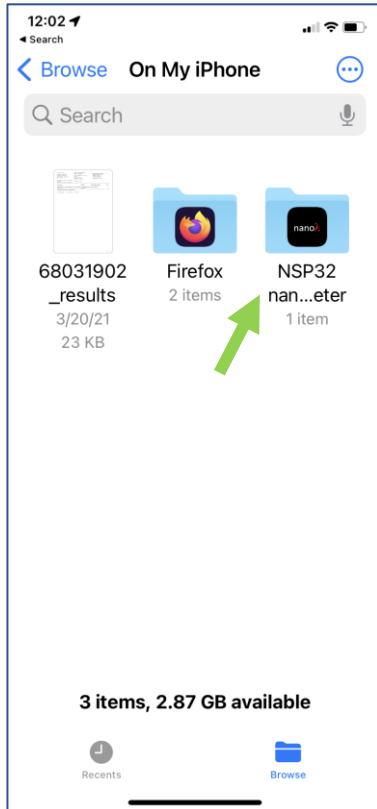 12:02
Search
Browse
On My iPhone
Search
68031902
_results
3/20/21
23 KB
Firefox
2 items
nanoλ
NSP32
nan...eter
1 item
3 items, 2.87 GB available
Recents
Browse